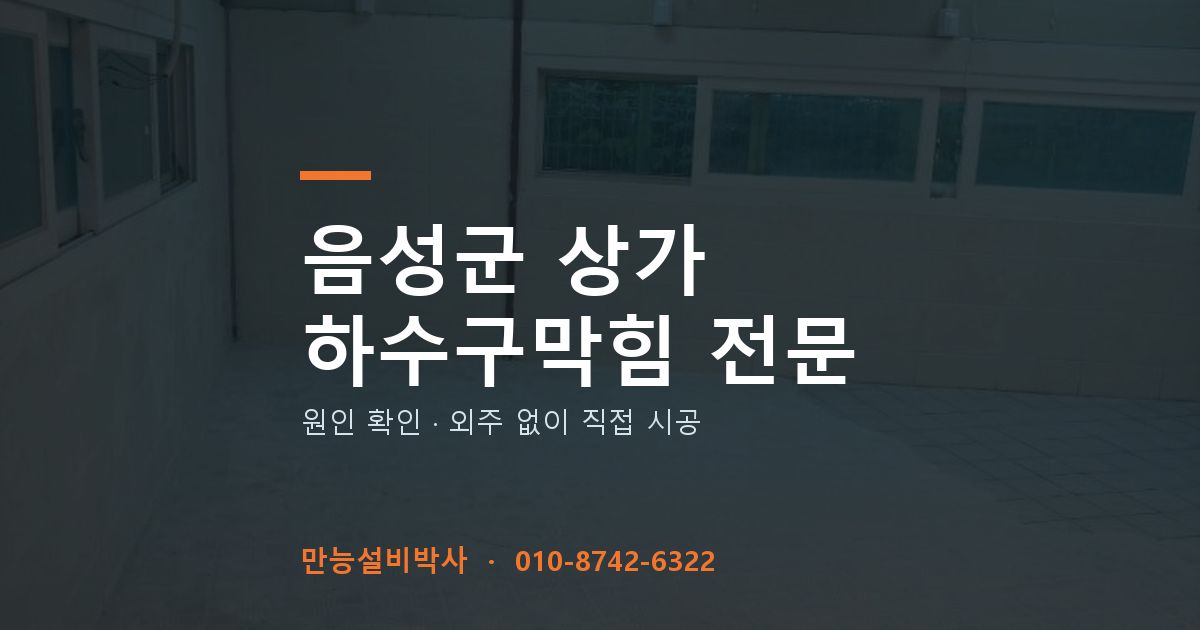 음성군 상가
하수구막힘 전문
원인 확인 · 외주 없이 직접 시공
만능설비박사 · 010-8742-6322